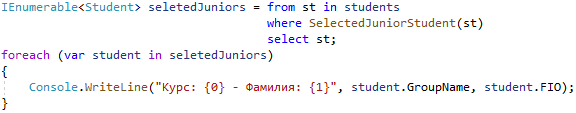 IEnumerable<Student> seletedJuniors = from st in students
where SelectedJuniorStudent(st)
select st;
foreach (var student in seletedJuniors)
{
Console.WriteLine("Курс: {0} - Фамилия: {1}", student.GroupName, student.FIO);
}